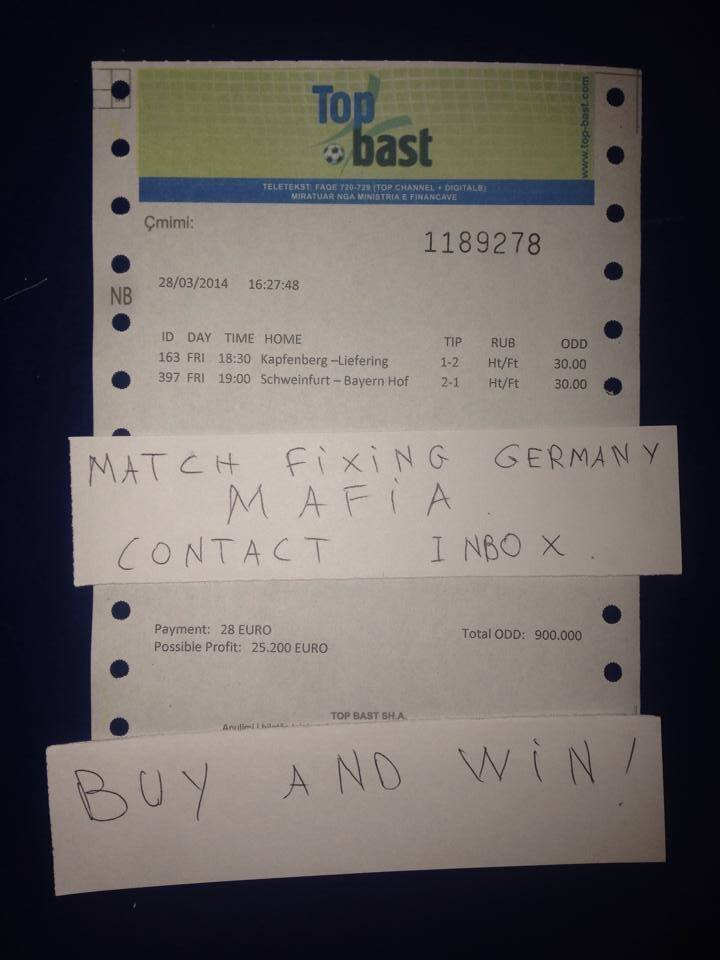 Top
bast
www.top-bast.com
TELETEKST: FAQE 720-729 (TOP CHANNEL + DIGITALB)
MIRATUAR NGA MINISTRIA E FINANCAVE
Çmimi:
1189278
28/03/2014 16:27:48
NB
ID DAY TIME HOME TIP RUB ODD
163 FRI 18:30 Kapfenberg –Liefering 1-2 Ht/Ft 30.00
397 FRI 19:00 Schweinfurt – Bayern Hof 2-1 Ht/Ft 30.00
MATCH FiXiNG GERMANY
MAFiA
CONTACT INBOX.
Payment: 28 EURO
Possible Profit: 25.200 EURO
Total ODD: 900.000
TOP BAST SH.A.
BUY AND WiN!